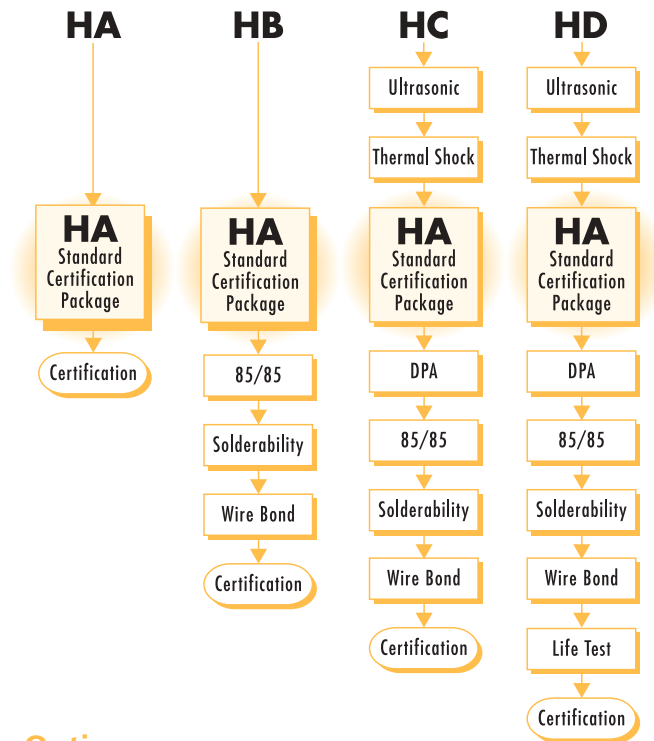 HA
HB
HC
HD
Ultrasonic
Ultrasonic
Thermal Shock
Thermal Shock
HA
Standard
Certification
Package
HA
Standard
Certification
Package
HA
Standard
Certification
Package
HA
Standard
Certification
Package
Certification
85/85
DPA
DPA
Solderability
85/85
85/85
Wire Bond
Solderability
Solderability
Certification
Wire Bond
Wire Bond
Certification
Life Test
Certification